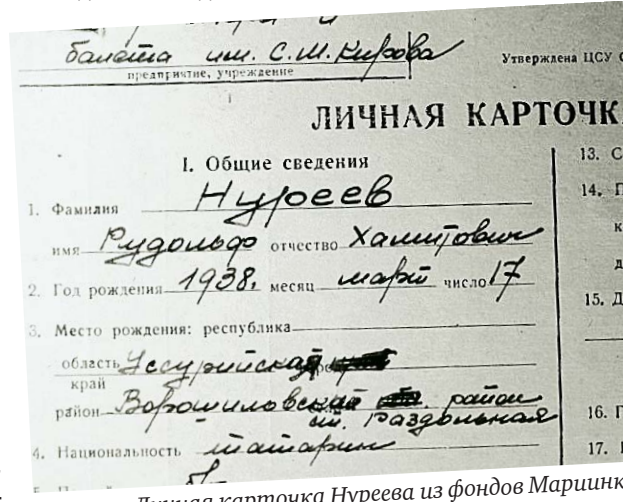 балета им. С.М. Кирова
предприятие, учреждение
Утверждена ЦСУ С
ЛИЧНАЯ КАРТОЧК
I. Общие сведения
1. Фамилия Нуреев
имя Рудольф отчество Хамитович
2. Год рождения 1938г. месяц март число 17
3. Место рождения: республика
область Уссурийская
край
район Ворошиловский район
ст. Раздольная
4. Национальность татарин
13. С
14. П
к
д
15. Д
16. П
17.
Личная карточка Нуреева из фондов Мариинк